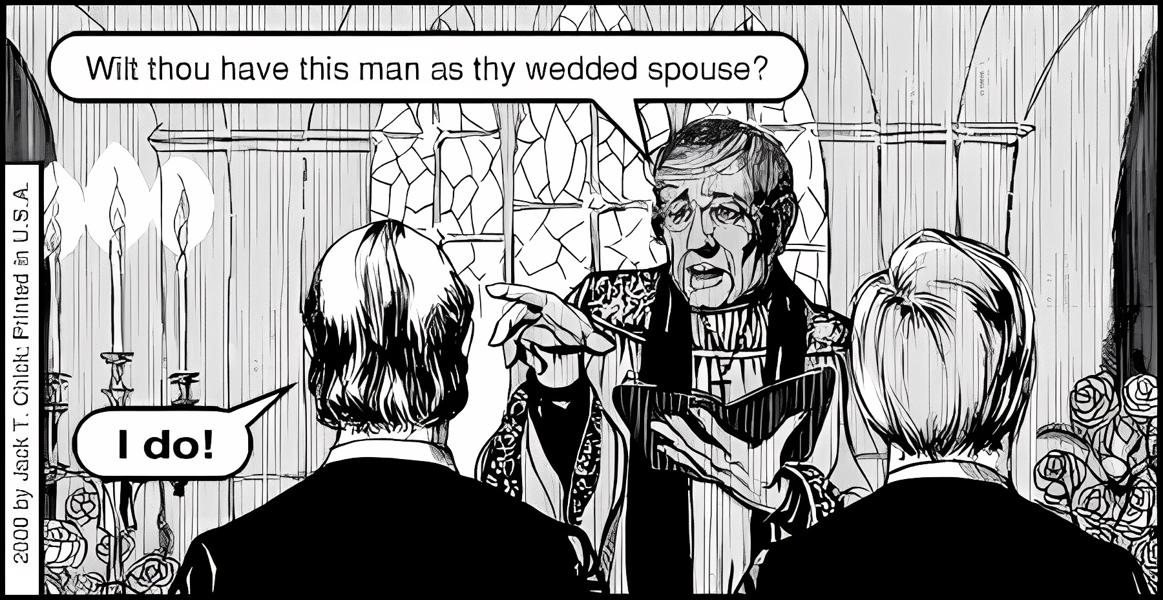 Wilt thou have this man as thy wedded spouse?
I do!
2000 by Jack T. Chick. Printed in U.S.A.